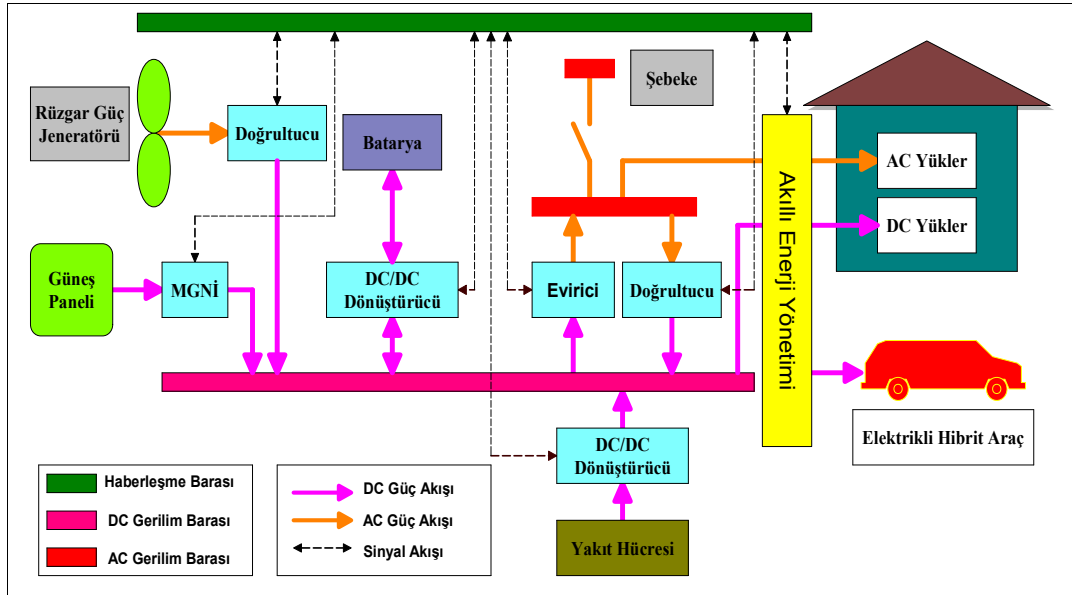 Şebeke
Rüzgar Güç
Jeneratörü
Doğrultucu
Batarya
AC Yükler
DC Yükler
Akıllı Enerji Yönetimi
Güneş
Paneli
MGNİ
DC/DC
Dönüştürücü
Evirici
Doğrultucu
Elektrikli Hibrit Araç
DC/DC
Dönüştürücü
Yakıt Hücresi
Haberleşme Barası
DC Gerilim Barası
AC Gerilim Barası
DC Güç Akışı
AC Güç Akışı
Sinyal Akışı